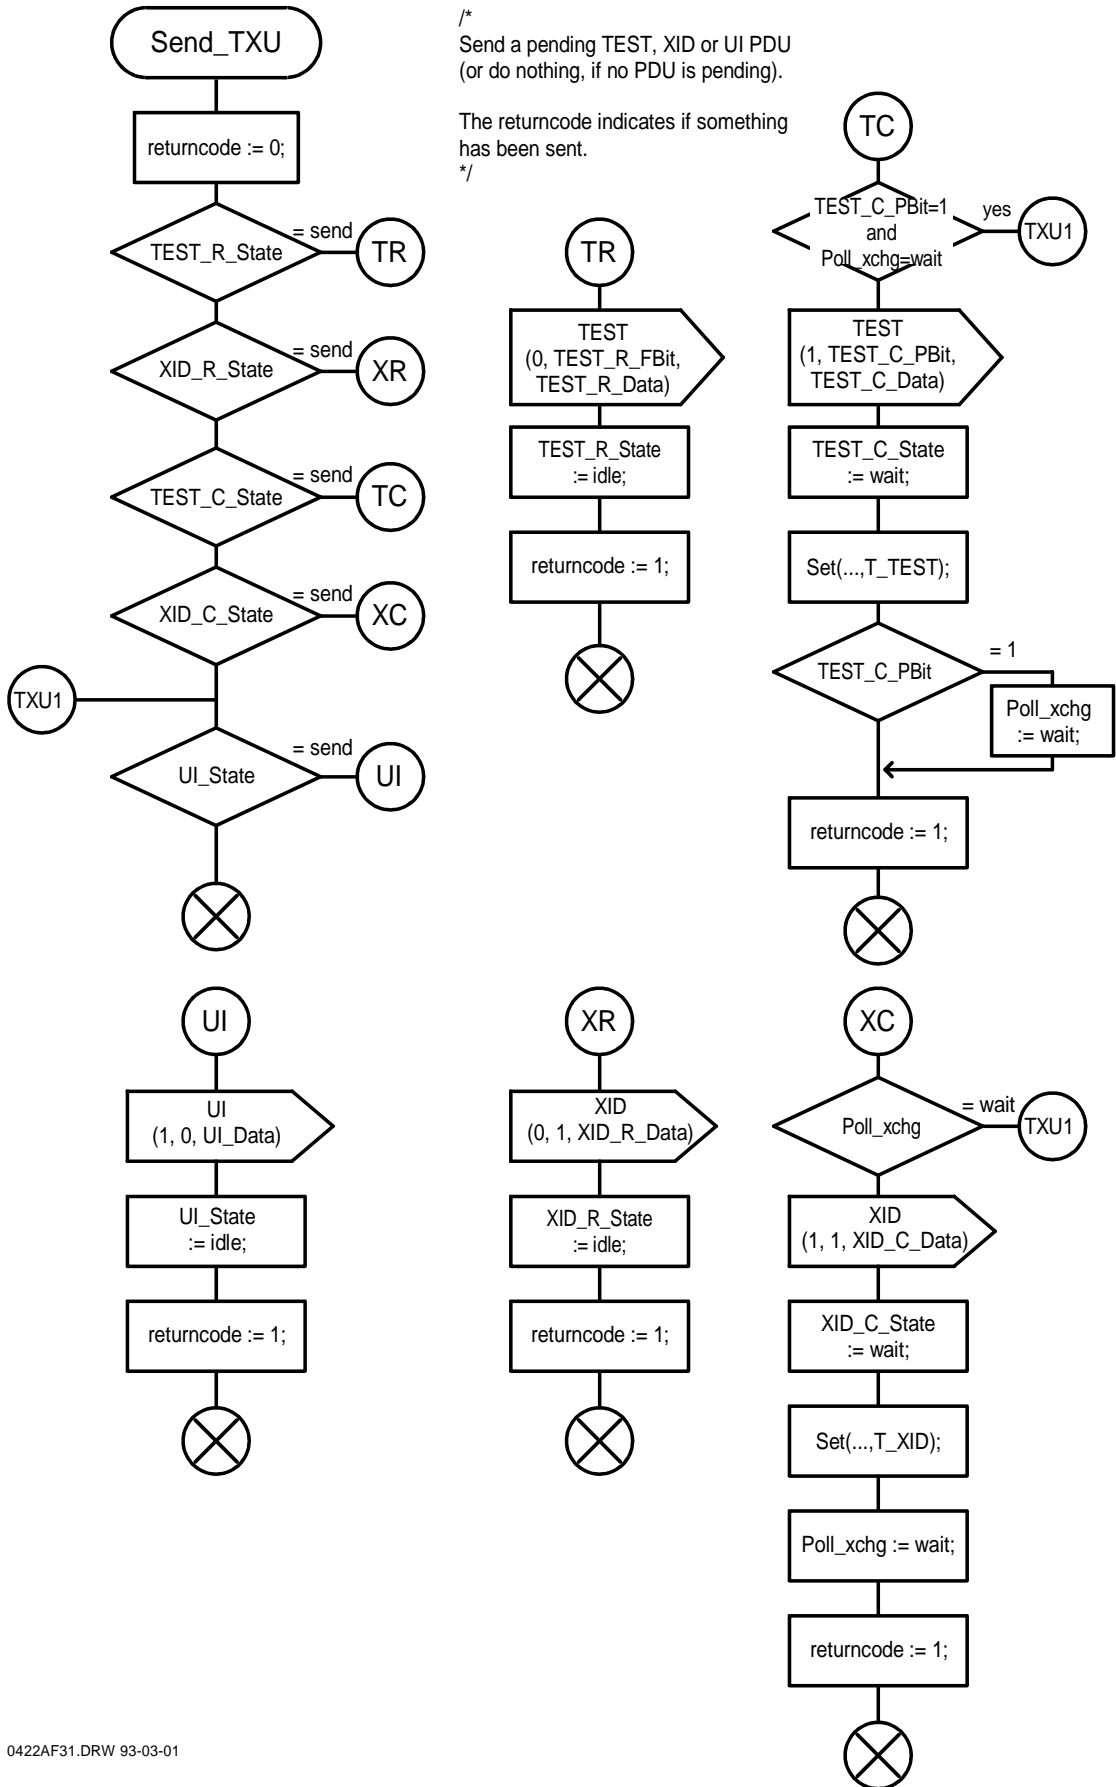 Send_TXU
/*
Send a pending TEST, XID or UI PDU
(or do nothing, if no PDU is pending).
The returncode indicates if something
has been sent.
*/
returncode := 0;
TEST_R_State
= send
TR
XID_R_State
= send
XR
TEST_C_State
= send
TC
XID_C_State
= send
XC
TXU1
UI_State
= send
UI
TR
TEST
(0, TEST_R_FBit,
TEST_R_Data)
TEST_R_State
:= idle;
returncode := 1;
TC
TEST_C_PBit=1
and
Poll_xchg=wait
yes
TXU1
TEST
(1, TEST_C_PBit,
TEST_C_Data)
TEST_C_State
:= wait;
Set(...,T_TEST);
TEST_C_PBit
= 1
Poll_xchg
:= wait;
returncode := 1;
UI
UI
(1, 0, UI_Data)
UI_State
:= idle;
returncode := 1;
XR
XID
(0, 1, XID_R_Data)
XID_R_State
:= idle;
returncode := 1;
XC
Poll_xchg
= wait
TXU1
XID
(1, 1, XID_C_Data)
XID_C_State
:= wait;
Set(...,T_XID);
Poll_xchg := wait;
returncode := 1;
0422AF31.DRW 93-03-01